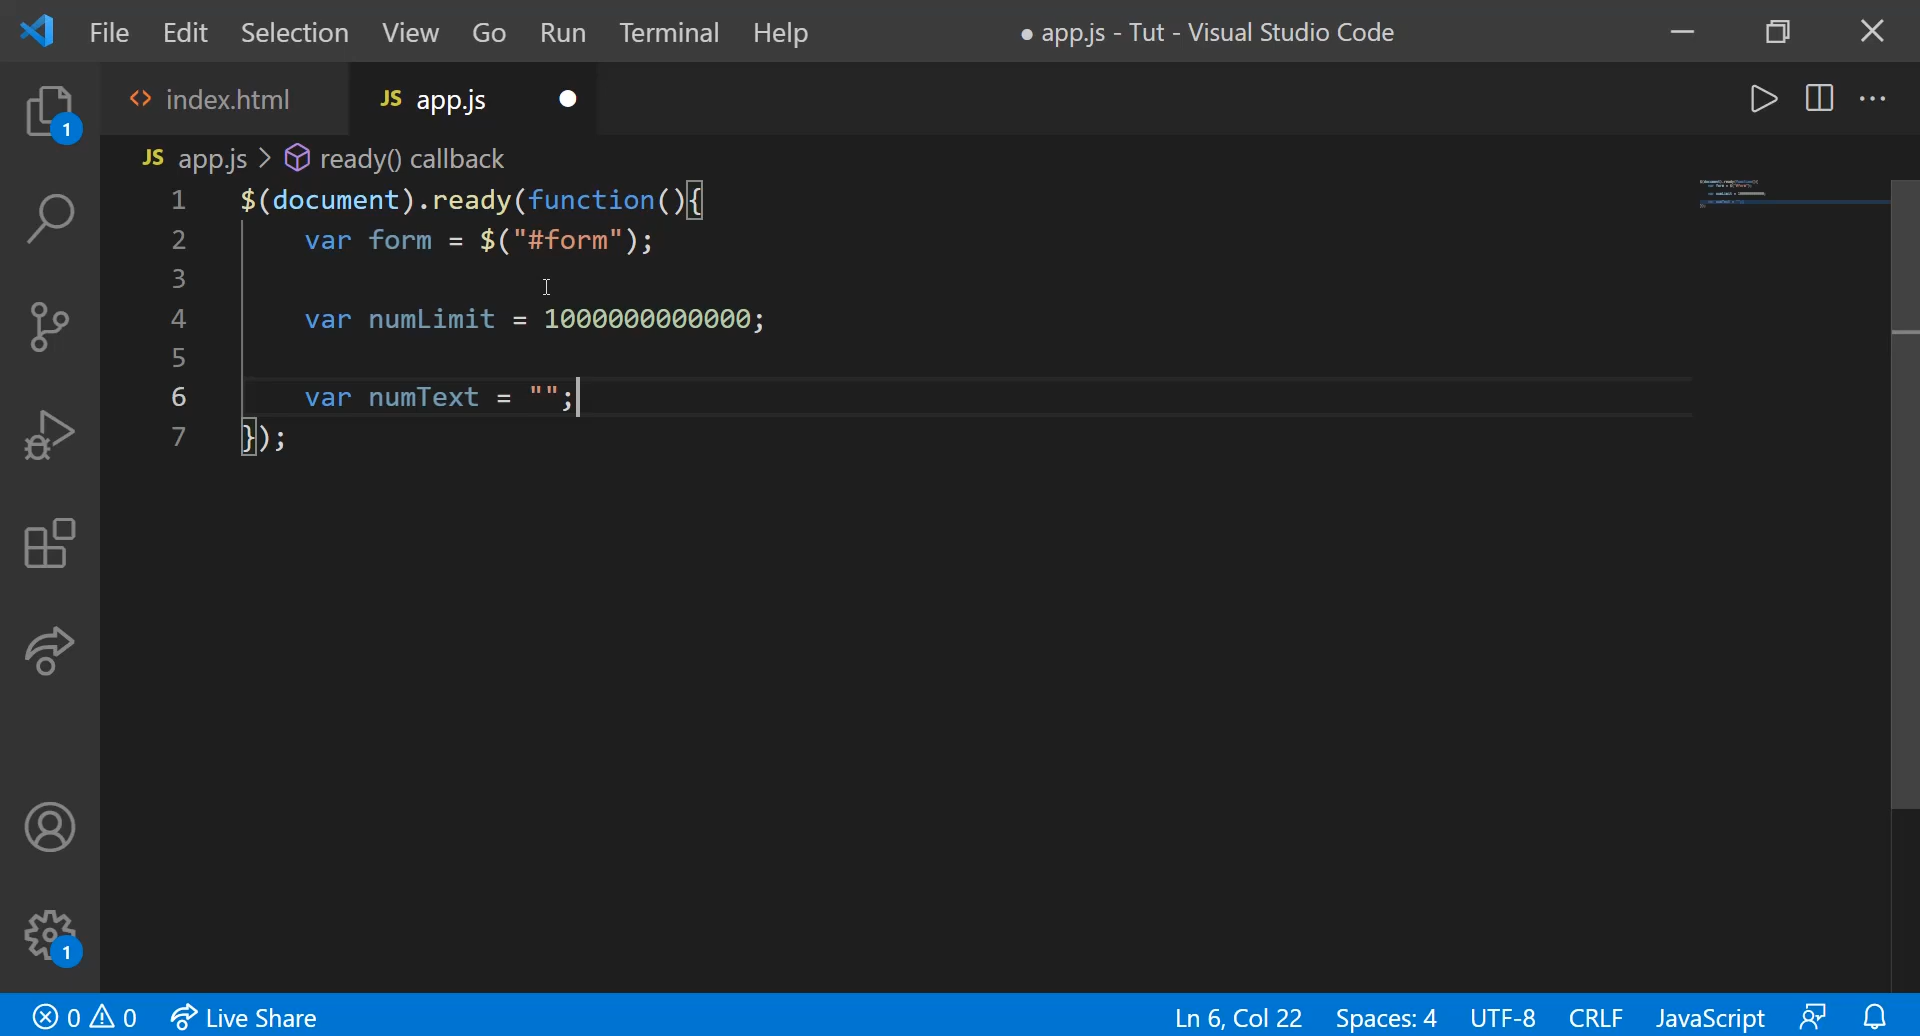 File Edit Selection View Go Run Terminal Help ● app.js - Tut - Visual Studio Code
<> index.html JS app.js
1
JS app.js > ready() callback
1 $(document).ready(function(){
2     var form = $("#form");
3
4     var numLimit = 1000000000000;
5
6     var numText = "";
7 });
1
0 0 Live Share Ln 6, Col 22 Spaces: 4 UTF-8 CRLF JavaScript